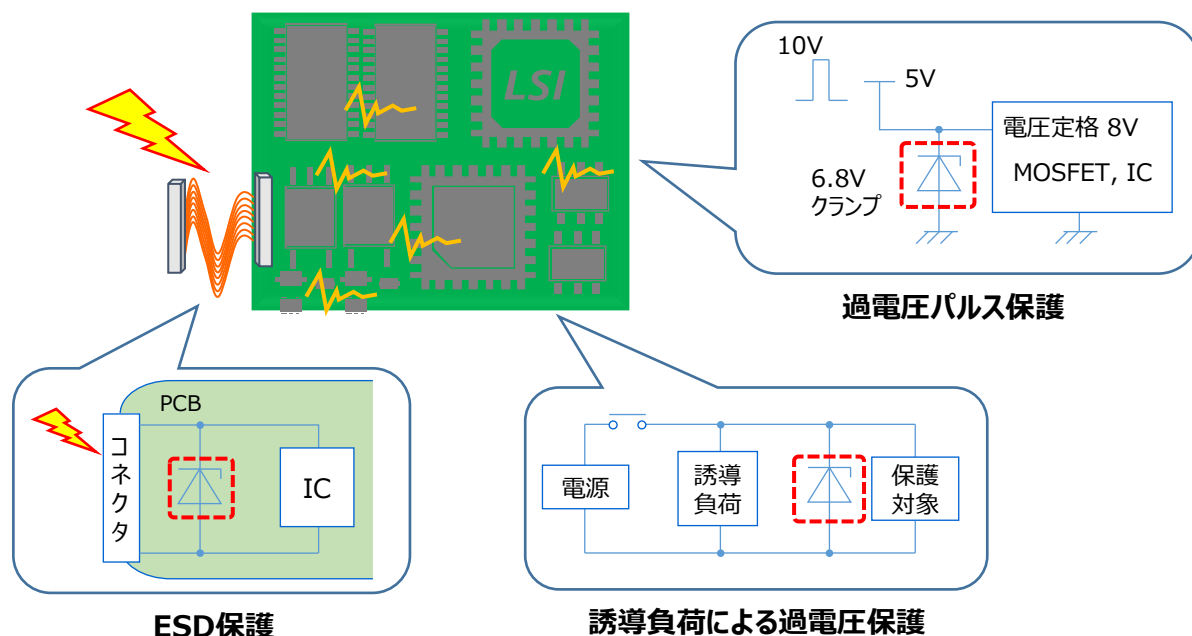 LSI
10V
5V
電圧定格 8V
MOSFET, IC
6.8V
クランプ
過電圧パルス保護
PCB
コネクタ
IC
ESD保護
電源
誘導
負荷
保護
対象
誘導負荷による過電圧保護